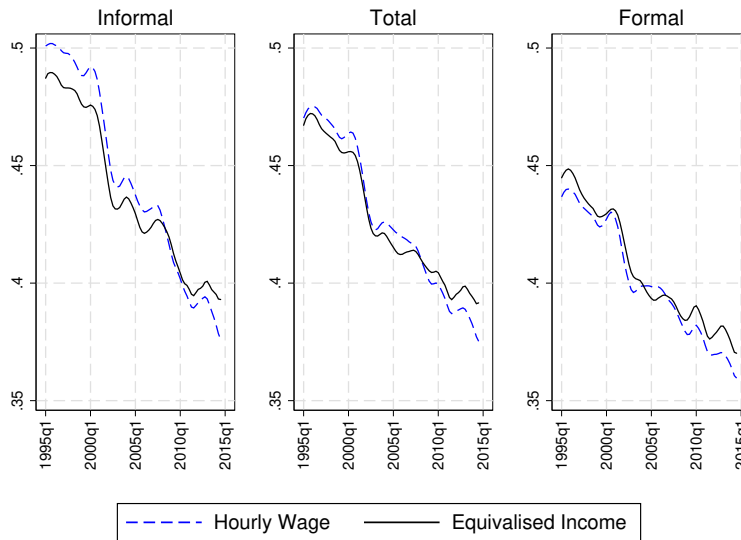 Informal
Total
Formal
.5
.45
.4
.35
1995q1
2000q1
2005q1
2010q1
2015q1
.5
.45
.4
.35
1995q1
2000q1
2005q1
2010q1
2015q1
.5
.45
.4
.35
1995q1
2000q1
2005q1
2010q1
2015q1
Hourly Wage
Equivalised Income